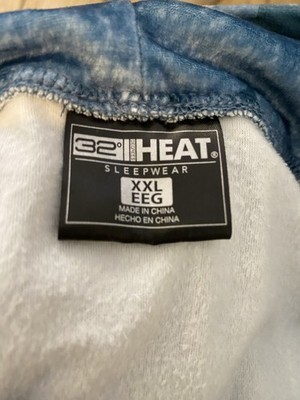 32° HEAT®
SLEEPWEAR
XXL
EEG
MADE IN CHINA
HECHO EN CHINA